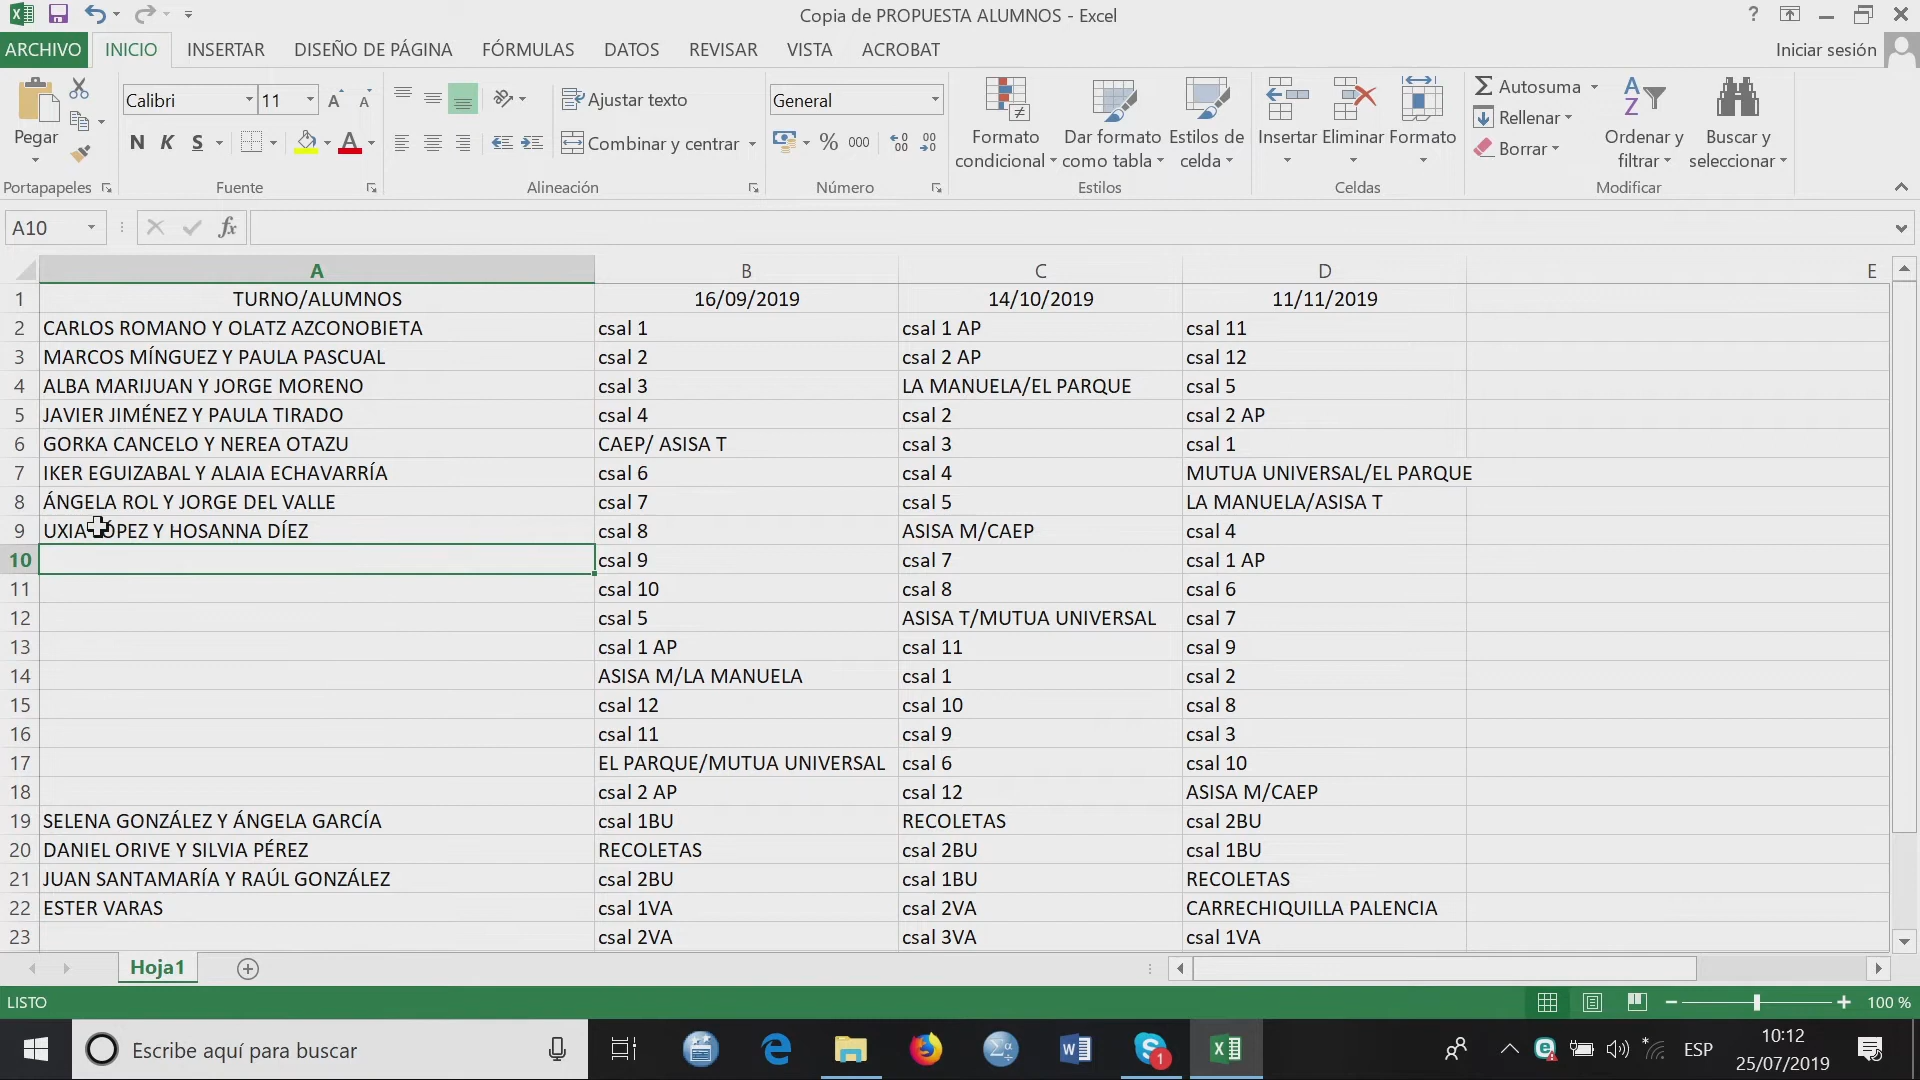 Copia de PROPUESTA ALUMNOS - Excel
?
ARCHIVO INICIO INSERTAR DISEÑO DE PÁGINA FÓRMULAS DATOS REVISAR VISTA ACROBAT Iniciar sesión
Calibri 11 Ajustar texto General Autosuma
Pegar N K S A Combinar y centrar % 000 Formato condicional Dar formato como tabla Estilos de celda Insertar Eliminar Formato Rellenar Borrar Ordenar y filtrar Buscar y seleccionar
Portapapeles Fuente Alineación Número Estilos Celdas Modificar
A10 fx
A B C D E
1 TURNO/ALUMNOS 16/09/2019 14/10/2019 11/11/2019
2 CARLOS ROMANO Y OLATZ AZCONOBIETA csal 1 csal 1 AP csal 11
3 MARCOS MÍNGUEZ Y PAULA PASCUAL csal 2 csal 2 AP csal 12
4 ALBA MARIJUAN Y JORGE MORENO csal 3 LA MANUELA/EL PARQUE csal 5
5 JAVIER JIMÉNEZ Y PAULA TIRADO csal 4 csal 2 csal 2 AP
6 GORKA CANCELO Y NEREA OTAZU CAEP/ ASISA T csal 3 csal 1
7 IKER EGUIZABAL Y ALAIA ECHAVARRÍA csal 6 csal 4 MUTUA UNIVERSAL/EL PARQUE
8 ÁNGELA ROL Y JORGE DEL VALLE csal 7 csal 5 LA MANUELA/ASISA T
9 UXIA LÓPEZ Y HOSANNA DÍEZ csal 8 ASISA M/CAEP csal 4
10 csal 9 csal 7 csal 1 AP
11 csal 10 csal 8 csal 6
12 csal 5 ASISA T/MUTUA UNIVERSAL csal 7
13 csal 1 AP csal 11 csal 9
14 ASISA M/LA MANUELA csal 1 csal 2
15 csal 12 csal 10 csal 8
16 csal 11 csal 9 csal 3
17 EL PARQUE/MUTUA UNIVERSAL csal 6 csal 10
18 csal 2 AP csal 12 ASISA M/CAEP
19 SELENA GONZÁLEZ Y ÁNGELA GARCÍA csal 1BU RECOLETAS csal 2BU
20 DANIEL ORIVE Y SILVIA PÉREZ RECOLETAS csal 2BU csal 1BU
21 JUAN SANTAMARÍA Y RAÚL GONZÁLEZ csal 2BU csal 1BU RECOLETAS
22 ESTER VARAS csal 1VA csal 2VA CARRECHIQUILLA PALENCIA
23 csal 2VA csal 3VA csal 1VA
Hoja1
LISTO 100 %
Escribe aquí para buscar 1 ESP 10:12
25/07/2019